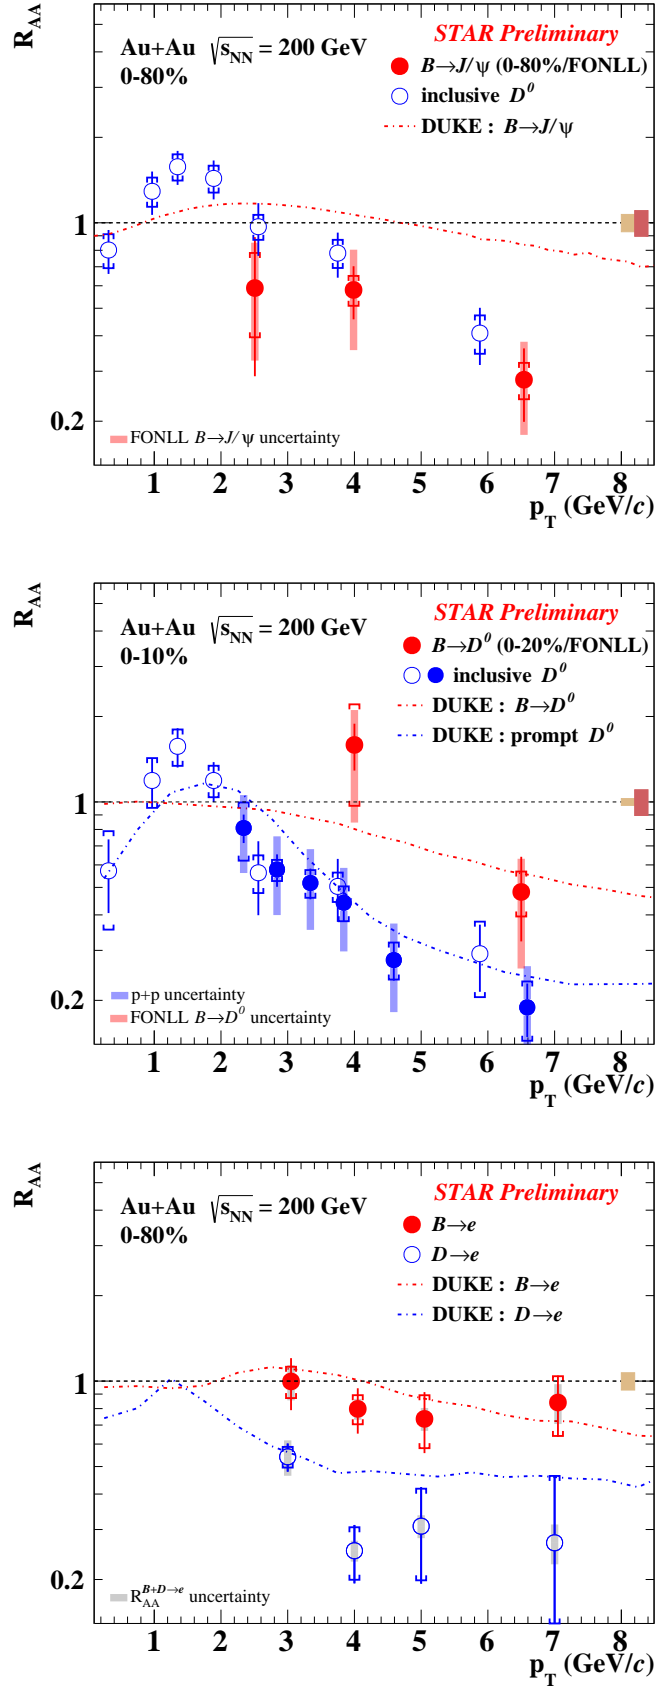 R_AA
Au+Au √s_NN = 200 GeV
0-80%
STAR Preliminary
B→J/ψ (0-80%/FONLL)
inclusive D^0
DUKE : B→J/ψ
1
0.2
FONLL B→J/ψ uncertainty
1 2 3 4 5 6 7 8
p_T (GeV/c)
R_AA
Au+Au √s_NN = 200 GeV
0-10%
STAR Preliminary
B→D^0 (0-20%/FONLL)
inclusive D^0
DUKE : B→D^0
DUKE : prompt D^0
1
0.2
p+p uncertainty
FONLL B→D^0 uncertainty
1 2 3 4 5 6 7 8
p_T (GeV/c)
R_AA
Au+Au √s_NN = 200 GeV
0-80%
STAR Preliminary
B→e
D→e
DUKE : B→e
DUKE : D→e
1
0.2
R_AA^B+D→e uncertainty
1 2 3 4 5 6 7 8
p_T (GeV/c)